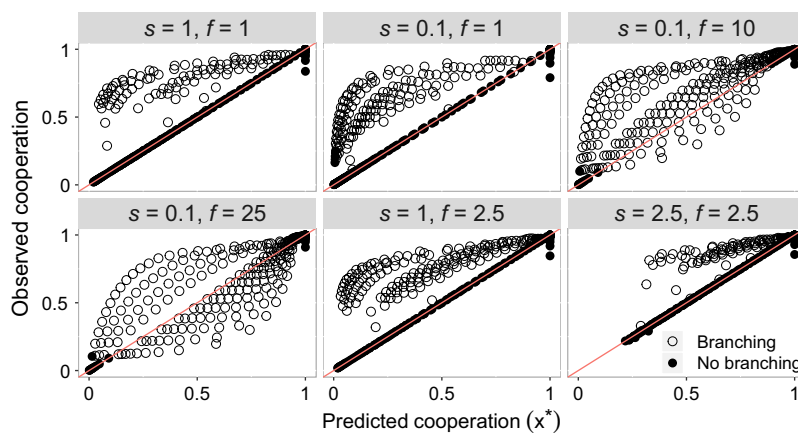 s = 1, f = 1
s = 0.1, f = 1
s = 0.1, f = 10
1
0.5
0
s = 0.1, f = 25
s = 1, f = 2.5
s = 2.5, f = 2.5
1
0.5
0
Observed cooperation
Branching
No branching
0
0.5
1
0
0.5
1
0
0.5
1
Predicted cooperation (x*)